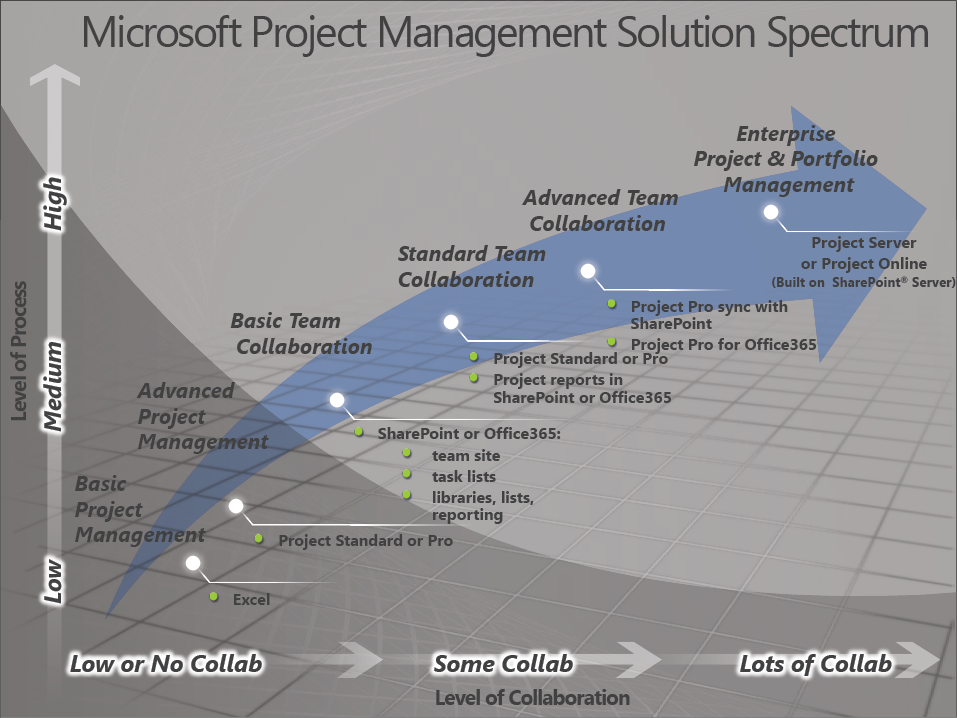 Microsoft Project Management Solution Spectrum
Enterprise
Project & Portfolio
Management
Project Server
or Project Online
(Built on SharePoint® Server)
Advanced Team
Collaboration
Project Pro sync with
SharePoint
Project Pro for Office365
Standard Team
Collaboration
Project Standard or Pro
Project reports in
SharePoint or Office365
Basic Team
Collaboration
SharePoint or Office365:
team site
task lists
libraries, lists,
reporting
Advanced
Project
Management
Project Standard or Pro
Basic
Project
Management
Excel
High
Medium
Low
Level of Process
Low or No Collab
Some Collab
Lots of Collab
Level of Collaboration